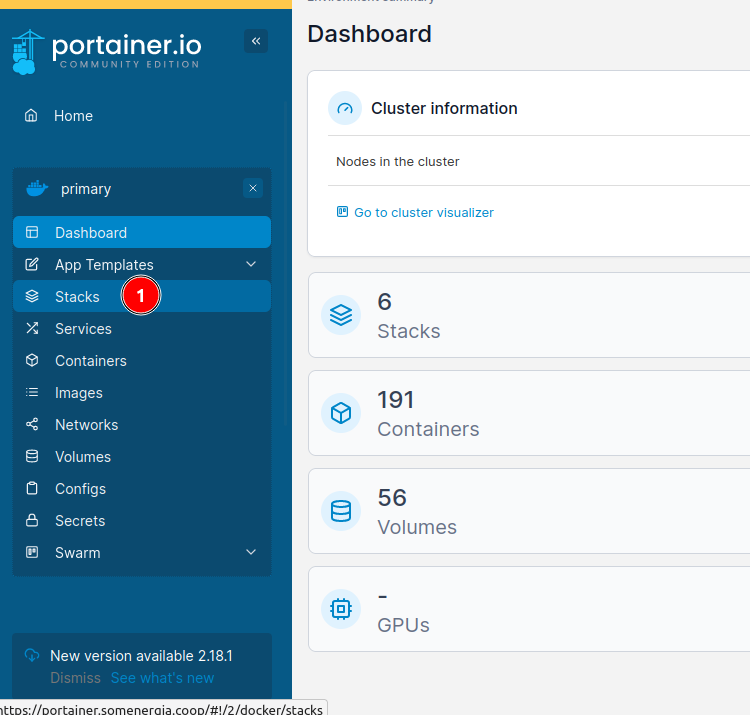 Environment summary
Dashboard
portainer.io
COMMUNITY EDITION
Home
primary
Dashboard
App Templates
Stacks
1
Services
Containers
Images
Networks
Volumes
Configs
Secrets
Swarm
New version available 2.18.1
Dismiss See what's new
https://portainer.somenergia.coop/#!/2/docker/stacks
Cluster information
Nodes in the cluster
Go to cluster visualizer
6
Stacks
191
Containers
56
Volumes
-
GPUs